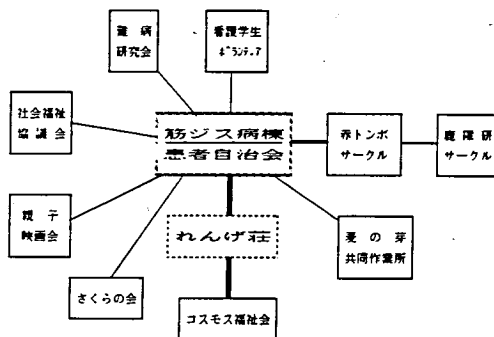 難病
研究会
看護学生
ボランティア
社会福祉
協議会
筋ジス病棟
患者自治会
赤トンボ
サークル
鹿障研
サークル
親子
映画会
れんげ荘
麦の芽
共同作業所
さくらの会
コスモス福祉会